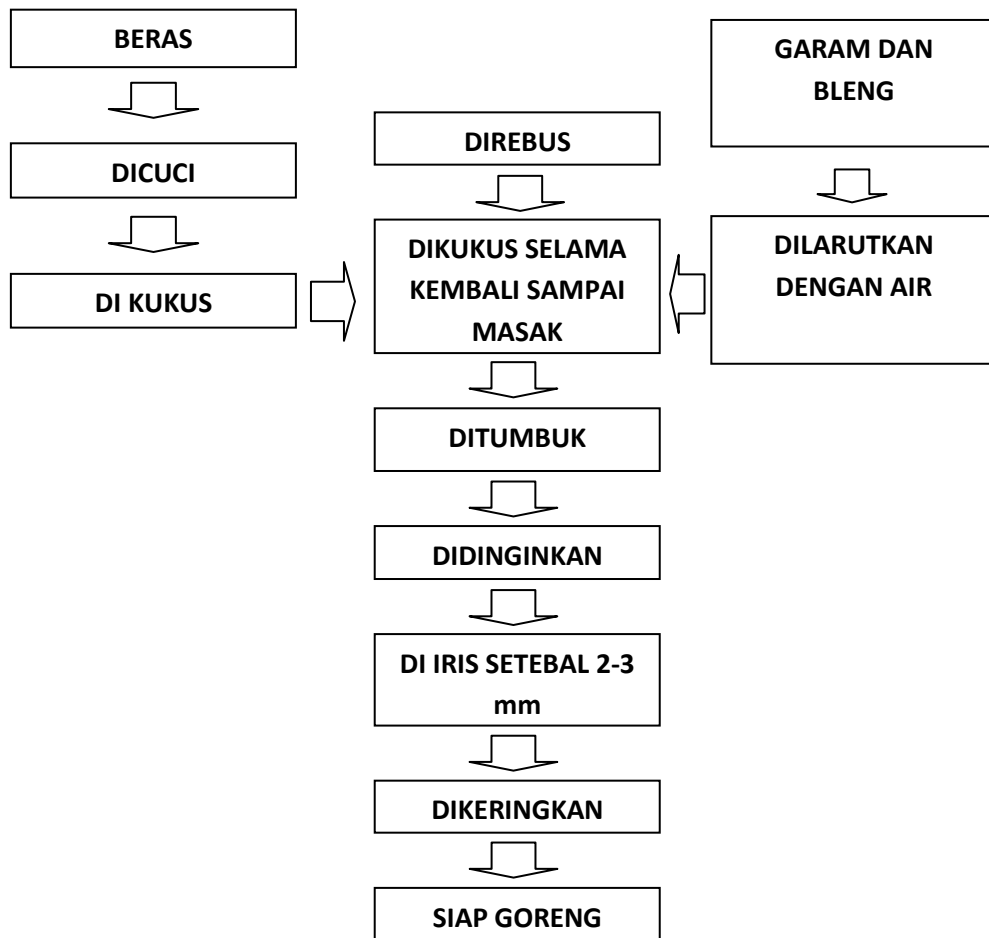 BERAS
DICUCI
DI KUKUS
DIREBUS
DIKUKUS SELAMA
KEMBALI SAMPAI
MASAK
GARAM DAN
BLENG
DILARUTKAN
DENGAN AIR
DITUMBUK
DIDINGINKAN
DI IRIS SETEBAL 2-3
mm
DIKERINGKAN
SIAP GORENG